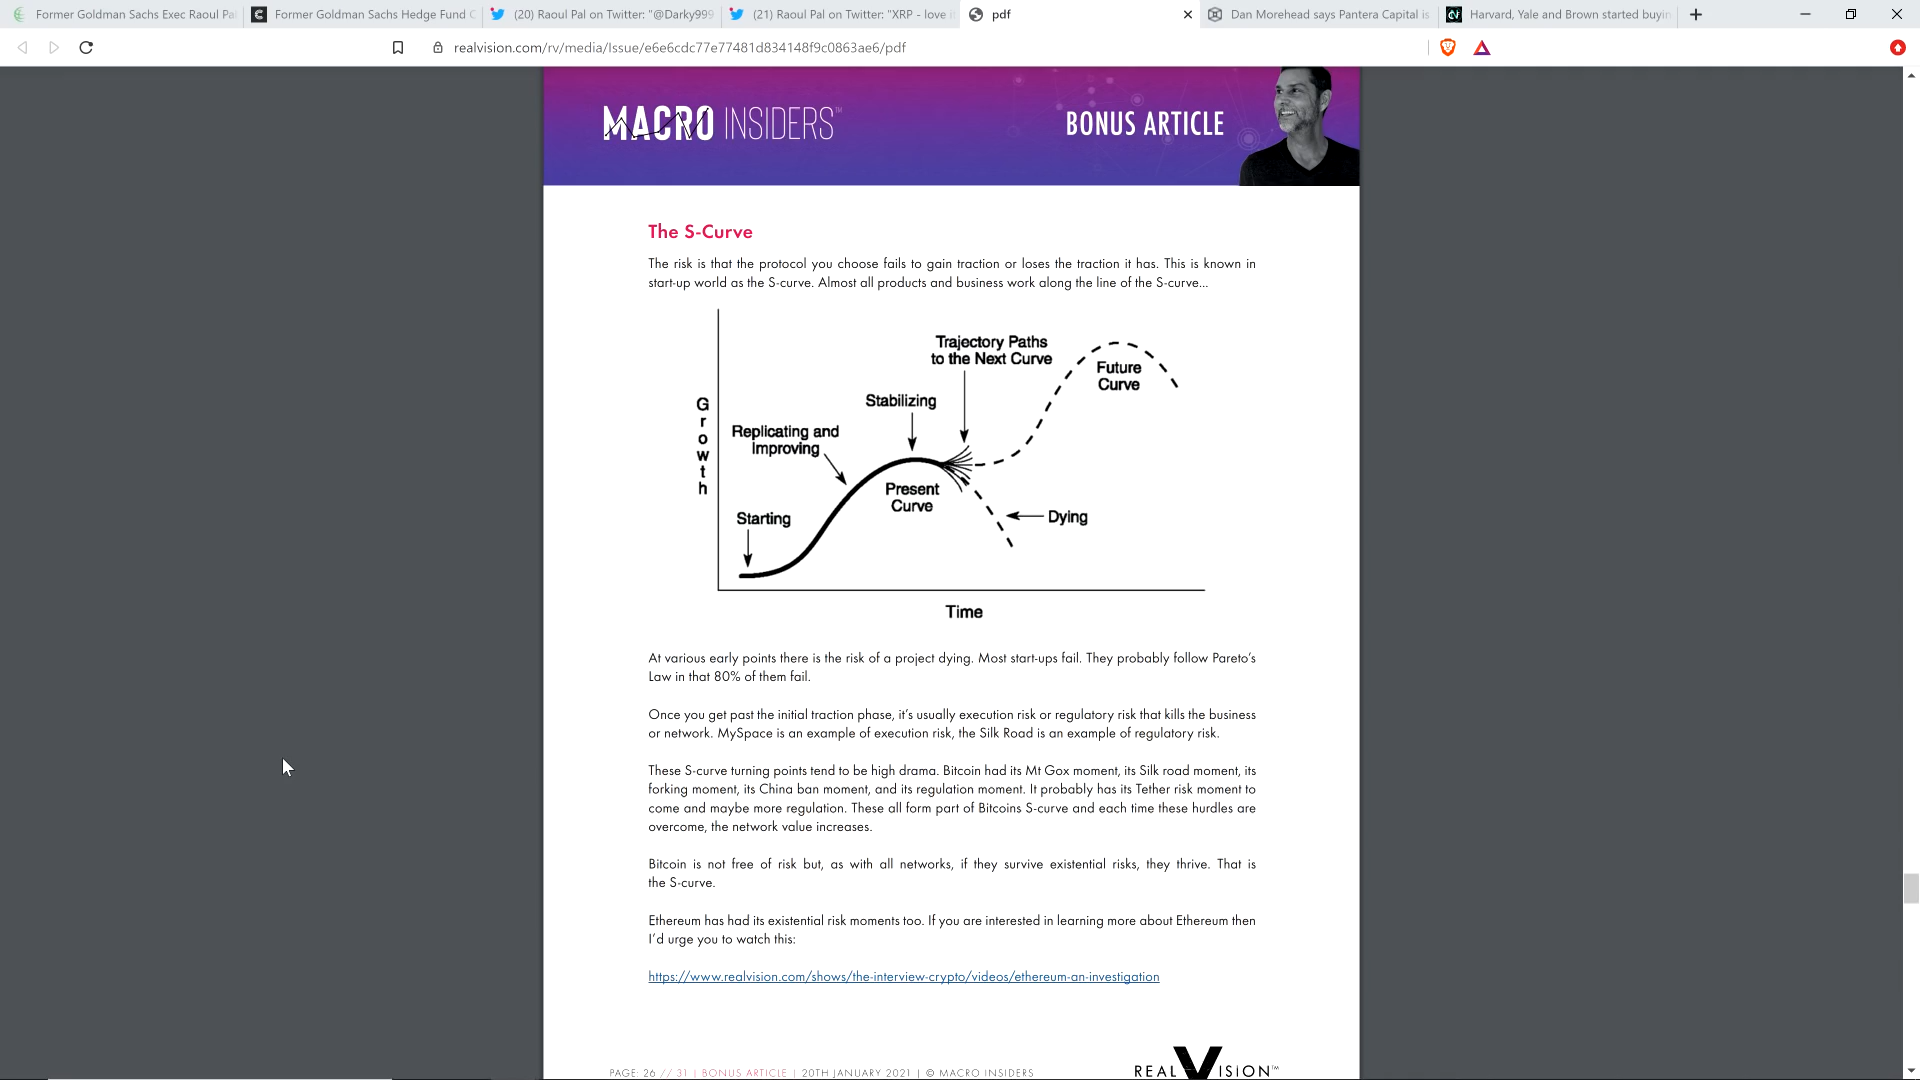 Former Goldman Sachs Exec Raoul Pa
Former Goldman Sachs Hedge Fund C
(20) Raoul Pal on Twitter: "@Darky999
(21) Raoul Pal on Twitter: "XRP - love i
pdf
Dan Morehead says Pantera Capital is
Harvard, Yale and Brown started buyin
realvision.com/rv/media/Issue/e6e6cdc77e77481d834148f9c0863ae6/pdf
MACRO INSIDERS™
BONUS ARTICLE
The S-Curve
The risk is that the protocol you choose fails to gain traction or loses the traction it has. This is known in
start-up world as the S-curve. Almost all products and business work along the line of the S-curve...
Trajectory Paths
to the Next Curve
Future
Curve
Stabilizing
Growth
Replicating and
Improving
Present
Curve
Starting
Dying
Time
At various early points there is the risk of a project dying. Most start-ups fail. They probably follow Pareto's
Law in that 80% of them fail.
Once you get past the initial traction phase, it's usually execution risk or regulatory risk that kills the business
or network. MySpace is an example of execution risk, the Silk Road is an example of regulatory risk.
These S-curve turning points tend to be high drama. Bitcoin had its Mt Gox moment, its Silk road moment, its
forking moment, its China ban moment, and its regulation moment. It probably has its Tether risk moment to
come and maybe more regulation. These all form part of Bitcoins S-curve and each time these hurdles are
overcome, the network value increases.
Bitcoin is not free of risk but, as with all networks, if they survive existential risks, they thrive. That is
the S-curve.
Ethereum has had its existential risk moments too. If you are interested in learning more about Ethereum then
I'd urge you to watch this:
https://www.realvision.com/shows/the-interview-crypto/videos/ethereum-an-investigation
PAGE: 26 // 31 | BONUS ARTICLE | 20TH JANUARY 2021 | © MACRO INSIDERS
REAL VISION™